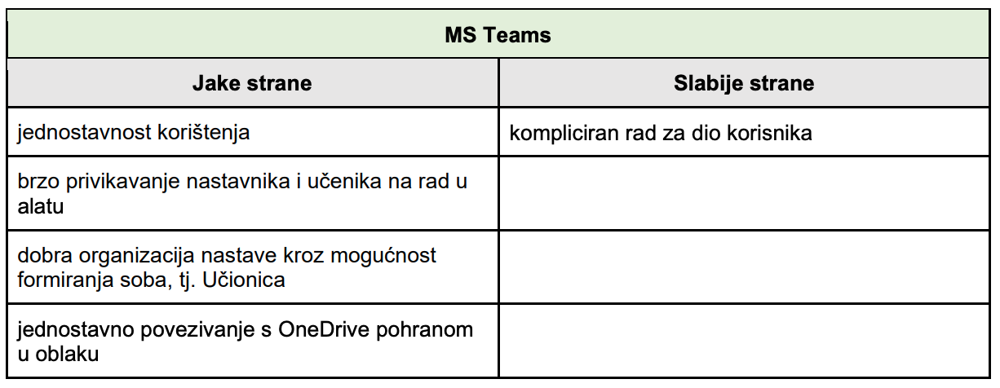 MS Teams
Jake strane
Slabije strane
jednostavnost korištenja
kompliciran rad za dio korisnika
brzo privikavanje nastavnika i učenika na rad u
alatu
dobra organizacija nastave kroz mogućnost
formiranja soba, tj. Učionica
jednostavno povezivanje s OneDrive pohranom
u oblaku